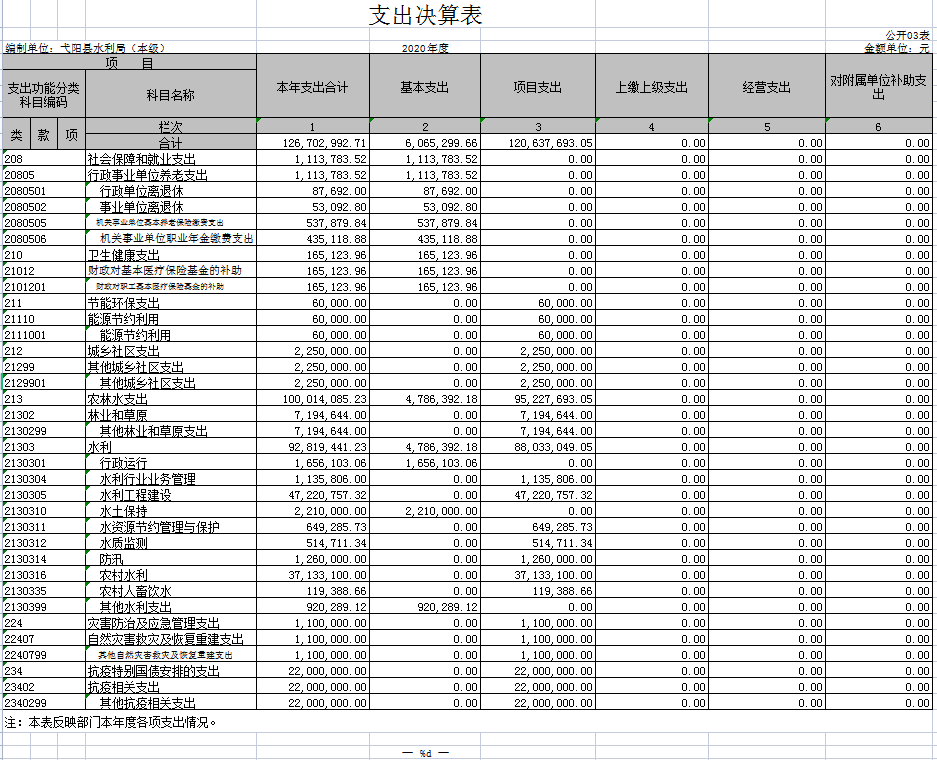 支出决算表
公开03表
编制单位：弋阳县水利局（本级） 2020年度 金额单位：元
项 目 本年支出合计 基本支出 项目支出 上缴上级支出 经营支出 对附属单位补助支出
支出功能分类科目编码 科目名称
类 款 项 栏次 1 2 3 4 5 6
合计 126,702,992.71 6,065,299.66 120,637,693.05 0.00 0.00 0.00
208 社会保障和就业支出 1,113,783.52 1,113,783.52 0.00 0.00 0.00 0.00
20805 行政事业单位养老支出 1,113,783.52 1,113,783.52 0.00 0.00 0.00 0.00
2080501 行政单位离退休 87,692.00 87,692.00 0.00 0.00 0.00 0.00
2080502 事业单位离退休 53,092.80 53,092.80 0.00 0.00 0.00 0.00
2080505 机关事业单位基本养老保险缴费支出 537,879.84 537,879.84 0.00 0.00 0.00 0.00
2080506 机关事业单位职业年金缴费支出 435,118.88 435,118.88 0.00 0.00 0.00 0.00
210 卫生健康支出 165,123.96 165,123.96 0.00 0.00 0.00 0.00
21012 财政对基本医疗保险基金的补助 165,123.96 165,123.96 0.00 0.00 0.00 0.00
2101201 财政对职工基本医疗保险基金的补助 165,123.96 165,123.96 0.00 0.00 0.00 0.00
211 节能环保支出 60,000.00 0.00 60,000.00 0.00 0.00 0.00
21110 能源节约利用 60,000.00 0.00 60,000.00 0.00 0.00 0.00
2111001 能源节约利用 60,000.00 0.00 60,000.00 0.00 0.00 0.00
212 城乡社区支出 2,250,000.00 0.00 2,250,000.00 0.00 0.00 0.00
21299 其他城乡社区支出 2,250,000.00 0.00 2,250,000.00 0.00 0.00 0.00
2129901 其他城乡社区支出 2,250,000.00 0.00 2,250,000.00 0.00 0.00 0.00
213 农林水支出 100,014,085.23 4,786,392.18 95,227,693.05 0.00 0.00 0.00
21302 林业和草原 7,194,644.00 0.00 7,194,644.00 0.00 0.00 0.00
2130299 其他林业和草原支出 7,194,644.00 0.00 7,194,644.00 0.00 0.00 0.00
21303 水利 92,819,441.23 4,786,392.18 88,033,049.05 0.00 0.00 0.00
2130301 行政运行 1,656,103.06 1,656,103.06 0.00 0.00 0.00 0.00
2130304 水利行业业务管理 1,135,806.00 0.00 1,135,806.00 0.00 0.00 0.00
2130305 水利工程建设 47,220,757.32 0.00 47,220,757.32 0.00 0.00 0.00
2130310 水土保持 2,210,000.00 2,210,000.00 0.00 0.00 0.00 0.00
2130311 水资源节约管理与保护 649,285.73 0.00 649,285.73 0.00 0.00 0.00
2130312 水质监测 514,711.34 0.00 514,711.34 0.00 0.00 0.00
2130314 防汛 1,260,000.00 0.00 1,260,000.00 0.00 0.00 0.00
2130316 农村水利 37,133,100.00 0.00 37,133,100.00 0.00 0.00 0.00
2130335 农村人畜饮水 119,388.66 0.00 119,388.66 0.00 0.00 0.00
2130399 其他水利支出 920,289.12 920,289.12 0.00 0.00 0.00 0.00
224 灾害防治及应急管理支出 1,100,000.00 0.00 1,100,000.00 0.00 0.00 0.00
22407 自然灾害救灾及恢复重建支出 1,100,000.00 0.00 1,100,000.00 0.00 0.00 0.00
2240799 其他自然灾害救灾及恢复重建支出 1,100,000.00 0.00 1,100,000.00 0.00 0.00 0.00
234 抗疫特别国债安排的支出 22,000,000.00 0.00 22,000,000.00 0.00 0.00 0.00
23402 抗疫相关支出 22,000,000.00 0.00 22,000,000.00 0.00 0.00 0.00
2340299 其他抗疫相关支出 22,000,000.00 0.00 22,000,000.00 0.00 0.00 0.00
注：本表反映部门本年度各项支出情况。
— %d —